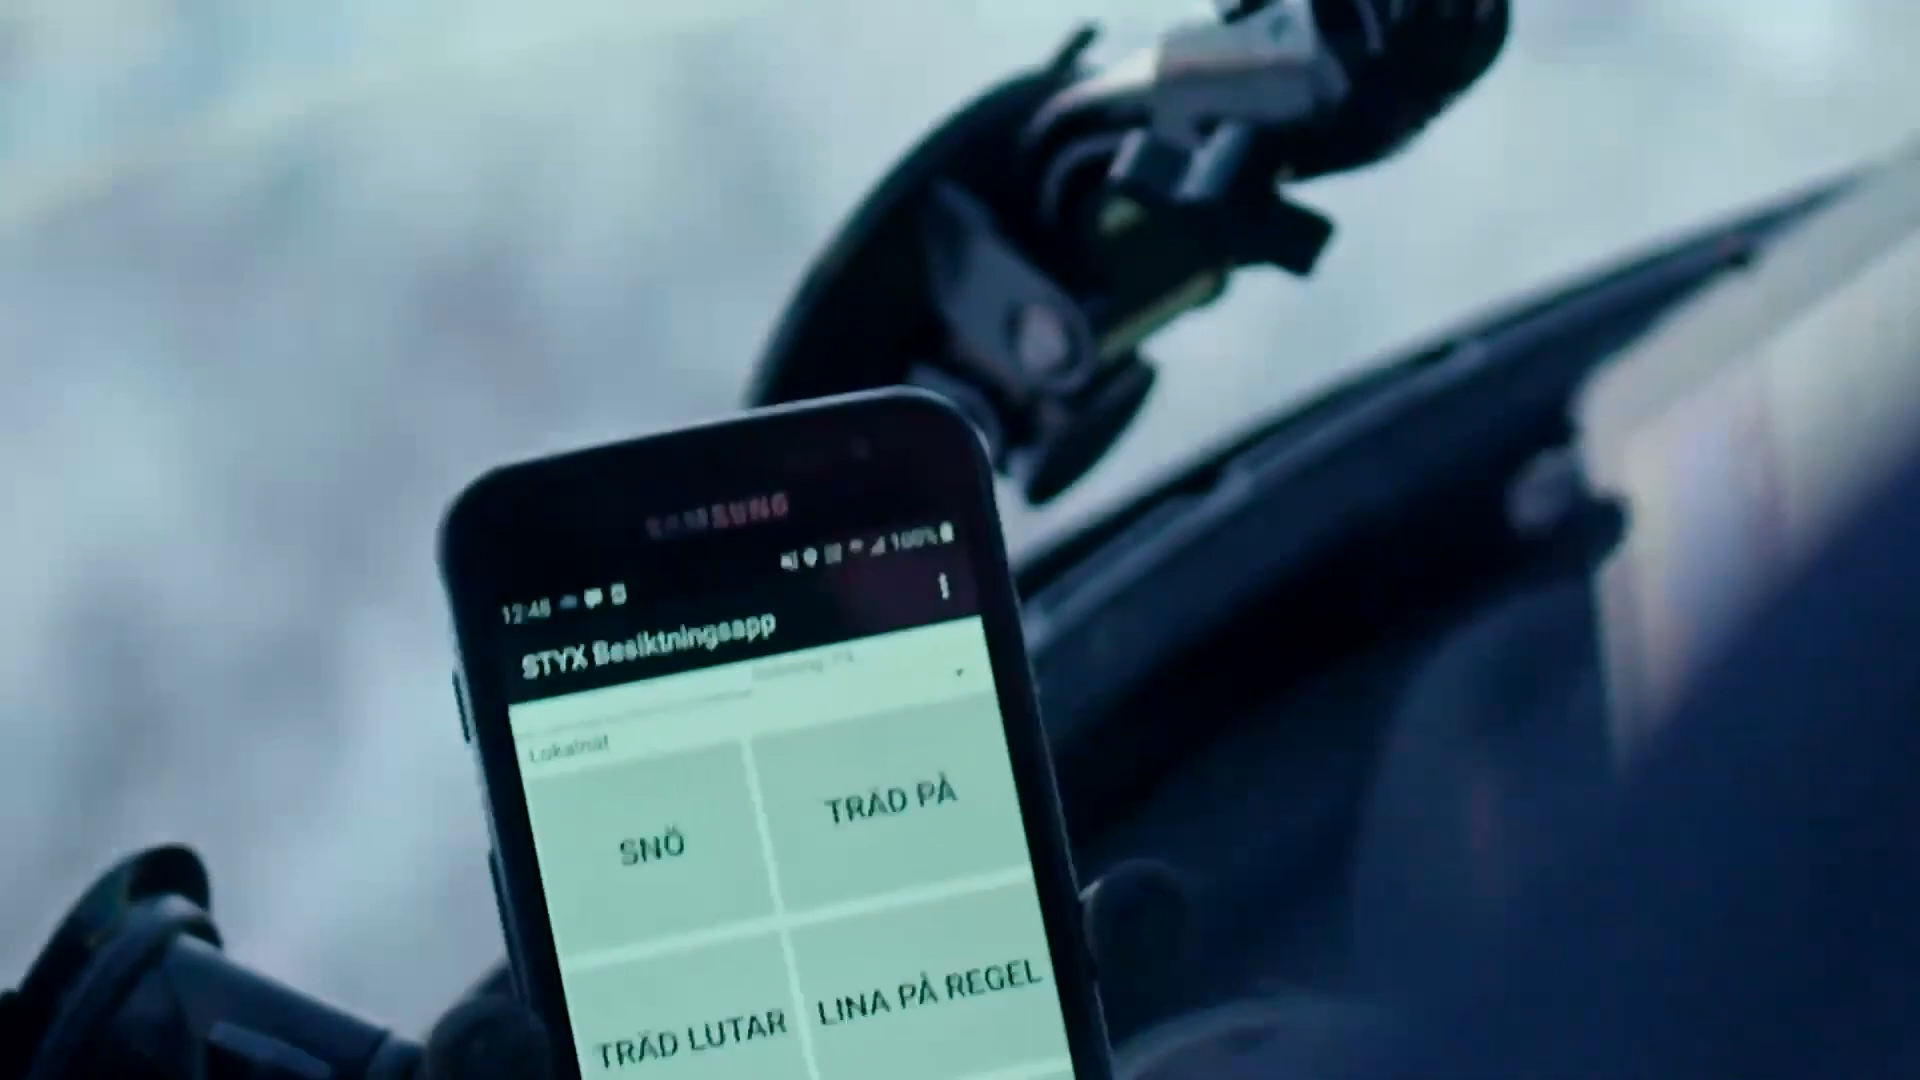 SAMSUNG
100%
12:48
STYX Besiktningsapp
Lokalnät
SNÖ
TRÄD PÅ
TRÄD LUTAR
LINA PÅ REGEL